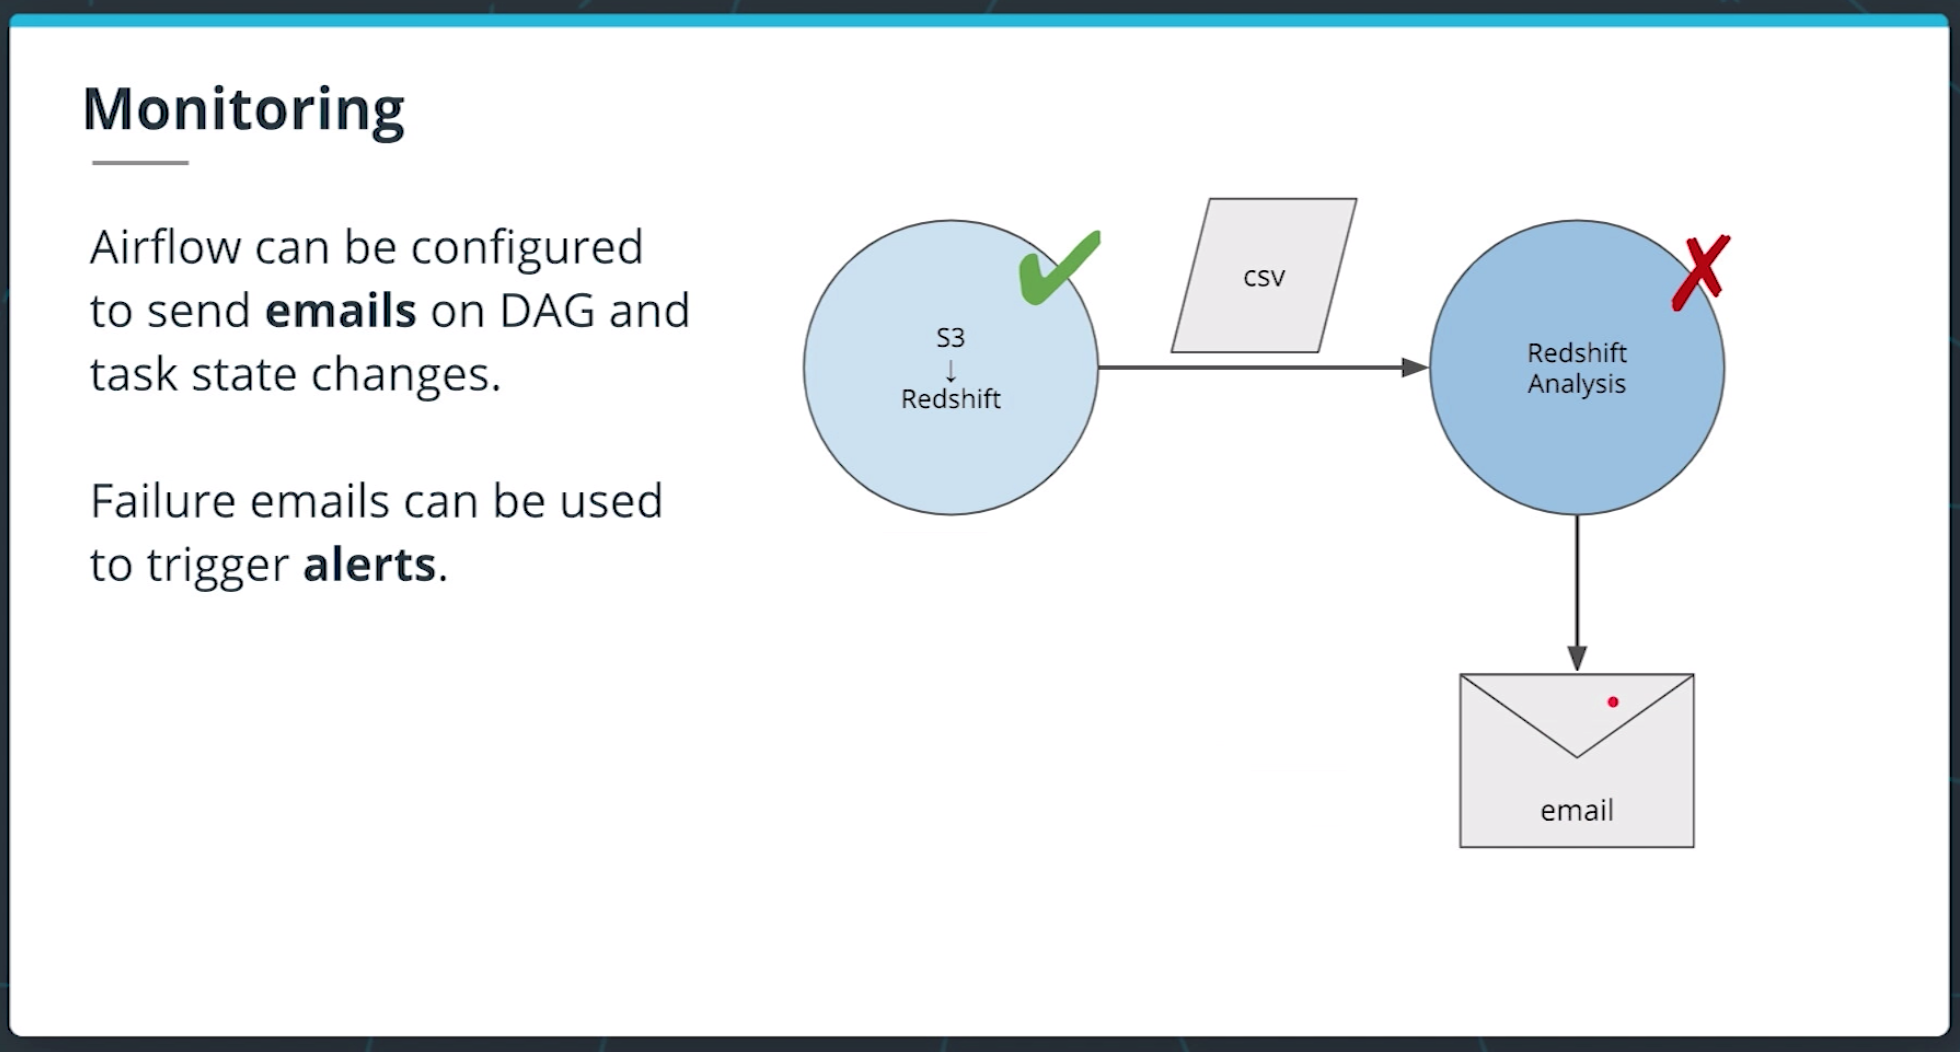 Monitoring
Airflow can be configured
to send emails on DAG and
task state changes.
Failure emails can be used
to trigger alerts.
S3
↓
Redshift
csv
Redshift
Analysis
email